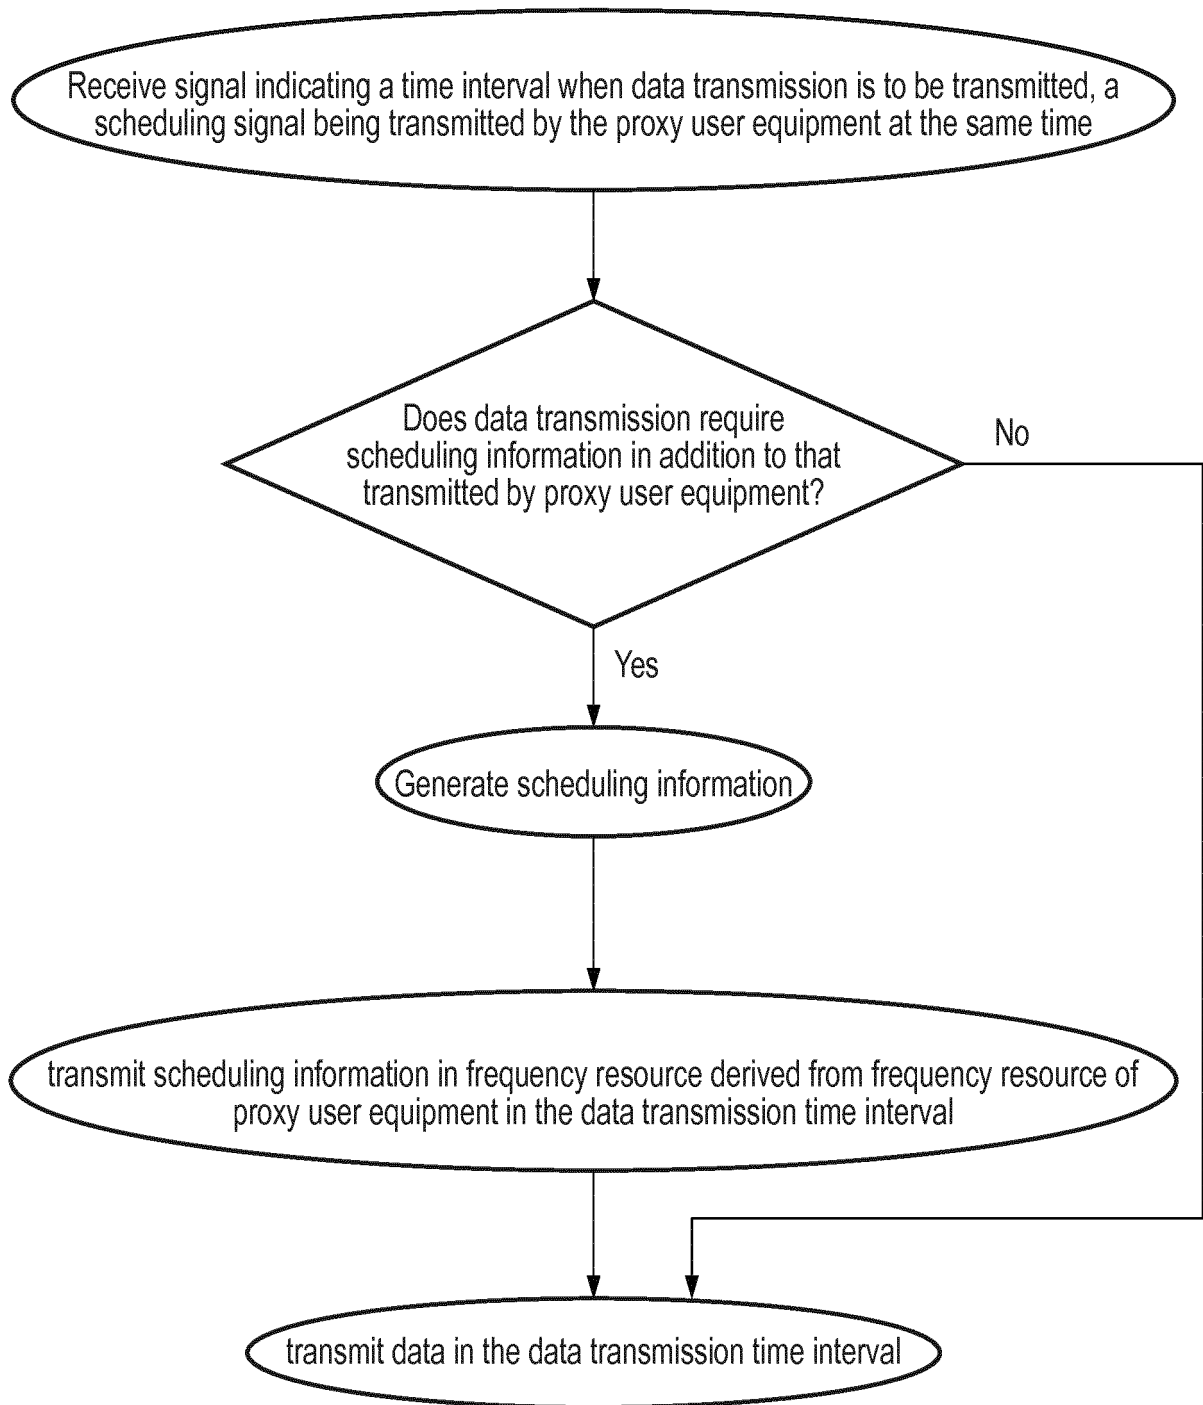 Receive signal indicating a time interval when data transmission is to be transmitted, a
scheduling signal being transmitted by the proxy user equipment at the same time
Does data transmission require
scheduling information in addition to that
transmitted by proxy user equipment?
No
Yes
Generate scheduling information
transmit scheduling information in frequency resource derived from frequency resource of
proxy user equipment in the data transmission time interval
transmit data in the data transmission time interval